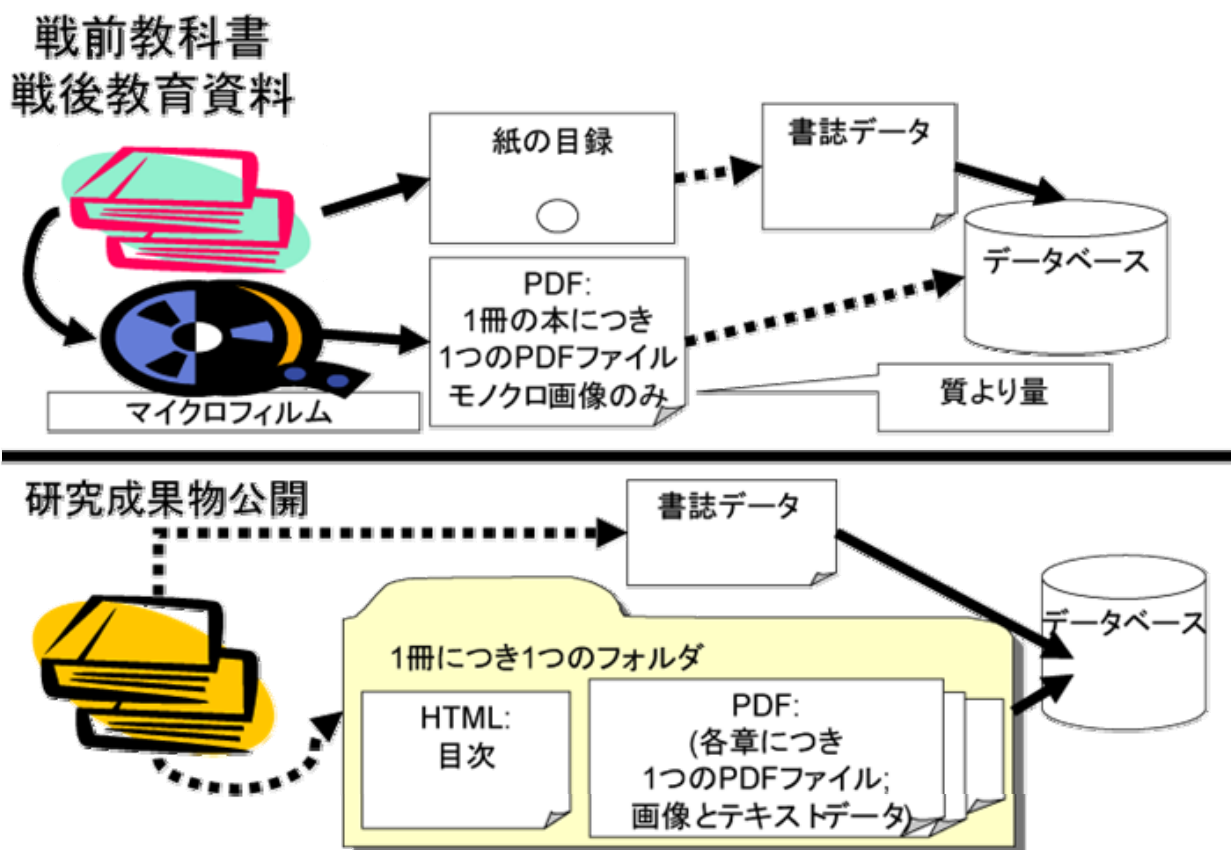 戦前教科書
戦後教育資料
紙の目録
書誌データ
データベース
PDF:
1冊の本につき
1つのPDFファイル
モノクロ画像のみ
マイクロフィルム
質より量
研究成果物公開
書誌データ
データベース
1冊につき1つのフォルダ
HTML:
目次
PDF:
(各章につき
1つのPDFファイル;
画像とテキストデータ)